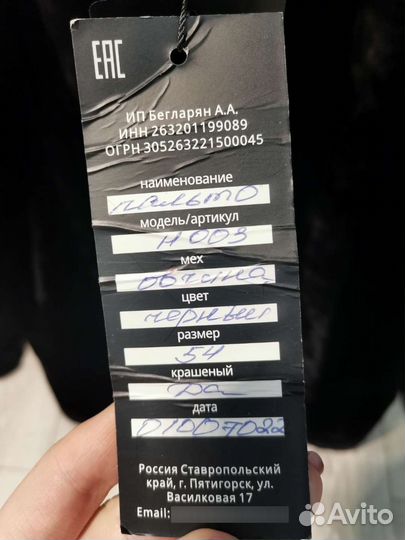 EAC
ИП Бегларян А.А.
ИНН 263201199089
ОГРН 305263221500045
наименование
пальто
модель/артикул
Н003
мех
овчина
цвет
черный
размер
54
крашеный
Да
дата
Россия Ставропольский
край, г. Пятигорск, ул.
Василковая 17
Email:
Avito